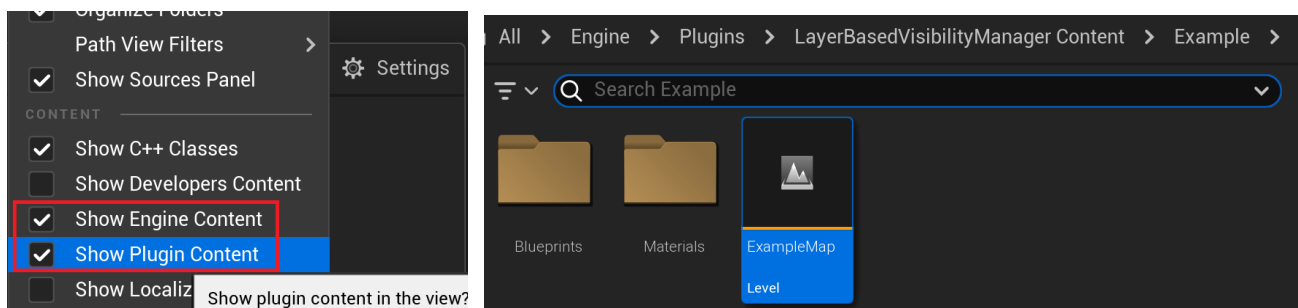 Organize Folders
Path View Filters
Show Sources Panel
Settings
CONTENT
Show C++ Classes
Show Developers Content
Show Engine Content
Show Plugin Content
Show Localiz
Show plugin content in the view?
All > Engine > Plugins > LayerBasedVisibilityManager Content > Example >
Search Example
Blueprints
Materials
ExampleMap
Level